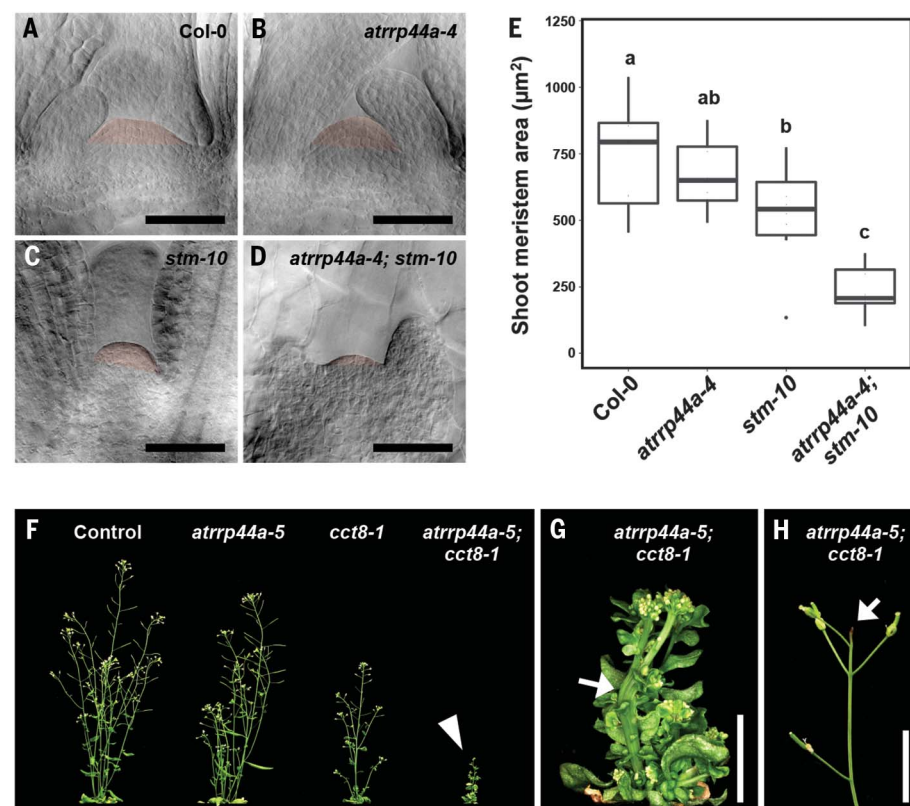 A Col-0
B atrrp44a-4
C stm-10
D atrrp44a-4; stm-10
E
Shoot meristem area (µm²)
1250
1000
750
500
250
0
a
ab
b
c
Col-0
atrrp44a-4
stm-10
atrrp44a-4;
stm-10
F Control atrrp44a-5 cct8-1 atrrp44a-5;
cct8-1
G atrrp44a-5;
cct8-1
H atrrp44a-5;
cct8-1